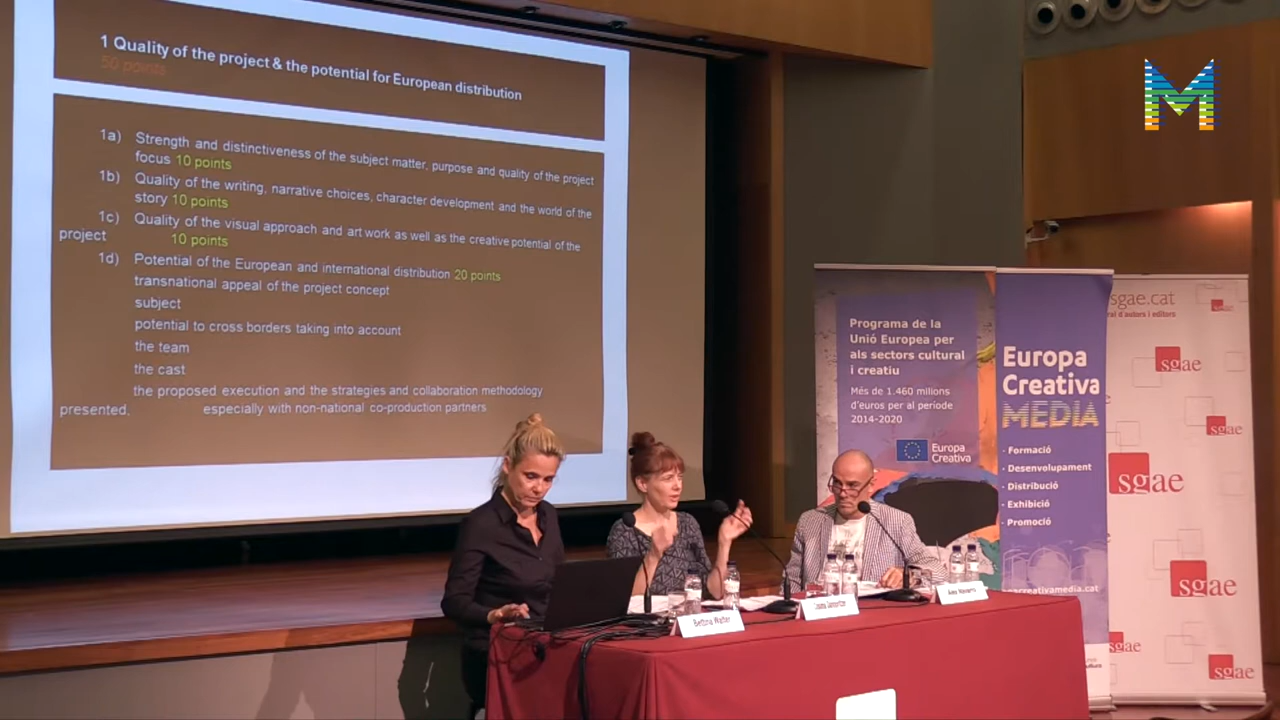 1 Quality of the project & the potential for European distribution
50 points
1a) Strength and distinctiveness of the subject matter, purpose and quality of the project
focus 10 points
1b) Quality of the writing, narrative choices, character development and the world of the
story 10 points
1c) Quality of the visual approach and art work as well as the creative potential of the
project 10 points
1d) Potential of the European and international distribution 20 points
transnational appeal of the project concept
subject
potential to cross borders taking into account
the team
the cast
the proposed execution and the strategies and collaboration methodology
presented, especially with non-national co-production partners
M
Programa de la
Unió Europea per
als sectors cultural
i creatiu
Més de 1.460 milions
d'euros per al període
2014-2020
Europa
Creativa
Europa
Creativa
MEDIA
· Formació
· Desenvolupament
· Distribució
· Exhibició
· Promoció
eacreativamedia.cat
sgae.cat
ral d'autors i editors
sgae
sgae
sgae
sgae
sgae
sgae
Bettina Walter